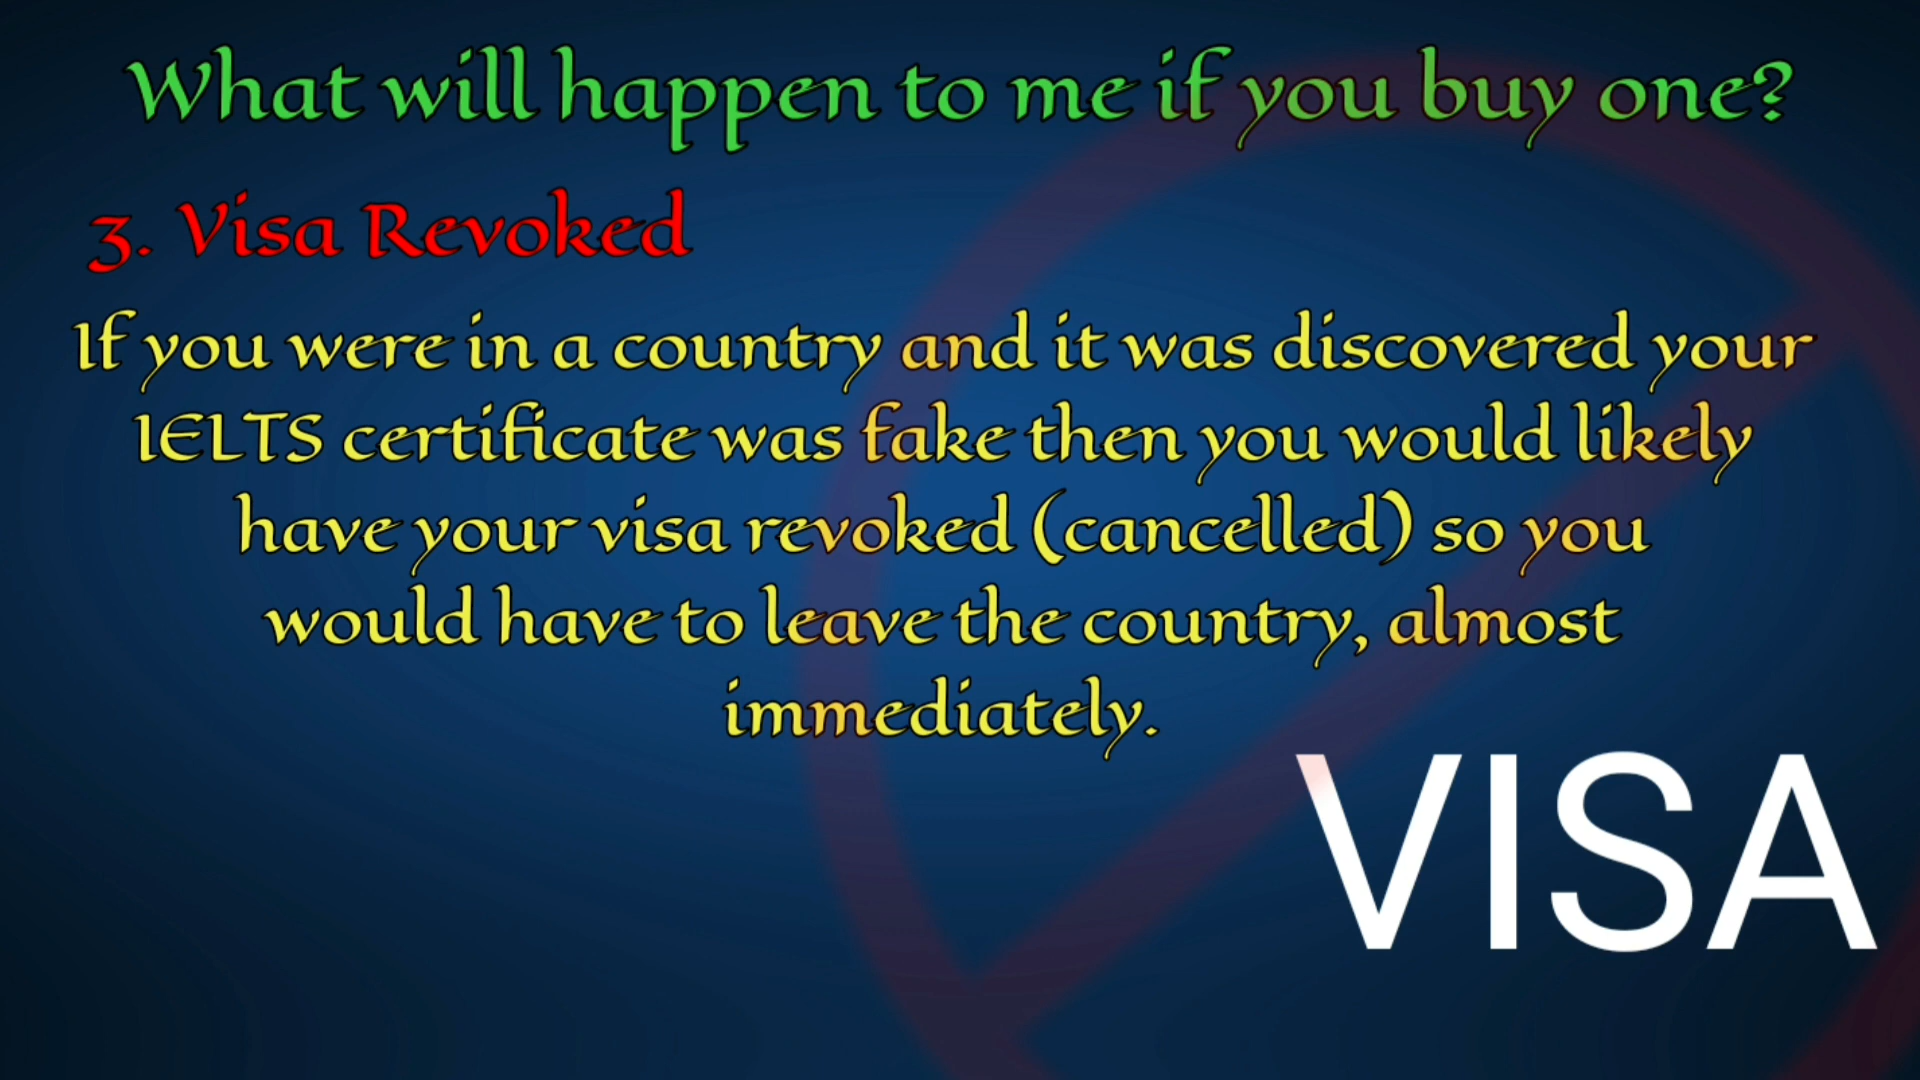 What will happen to me if you buy one?
3. Visa Revoked
If you were in a country and it was discovered your
IELTS certificate was fake then you would likely
have your visa revoked (cancelled) so you
would have to leave the country, almost
immediately.
VISA